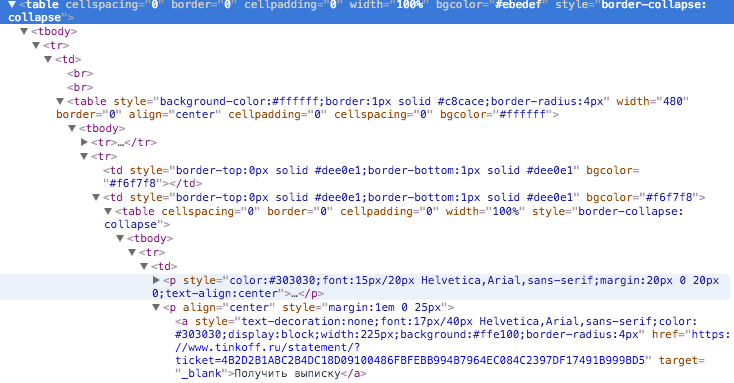 ▼<table cellspacing="0" border="0" cellpadding="0" width="100%" bgcolor="#ebedef" style="border-collapse:
collapse">
▼<tbody>
▼<tr>
▼<td>
<br>
<br>
▼<table style="background-color:#ffffff;border:1px solid #c8cace;border-radius:4px" width="480"
border="0" align="center" cellpadding="0" cellspacing="0" bgcolor="#ffffff">
▼<tbody>
▶<tr>…</tr>
▼<tr>
<td style="border-top:0px solid #dee0e1;border-bottom:1px solid #dee0e1" bgcolor=
"#f6f7f8"></td>
▼<td style="border-top:0px solid #dee0e1;border-bottom:1px solid #dee0e1" bgcolor="#f6f7f8">
▼<table cellspacing="0" border="0" cellpadding="0" width="100%" style="border-collapse:
collapse">
▼<tbody>
▼<tr>
▼<td>
▶<p style="color:#303030;font:15px/20px Helvetica,Arial,sans-serif;margin:20px 0 20px
0;text-align:center">…</p>
▼<p align="center" style="margin:1em 0 25px">
<a style="text-decoration:none;font:17px/40px Helvetica,Arial,sans-serif;color:
#303030;display:block;width:225px;background:#ffe100;border-radius:4px" href="https:
//www.tinkoff.ru/statement/?
ticket=4B2D2B1ABC2B4DC18D09100486FBFEBB994B7964EC084C2397DF17491B999BD5" target=
"_blank">Получить выписку</a>